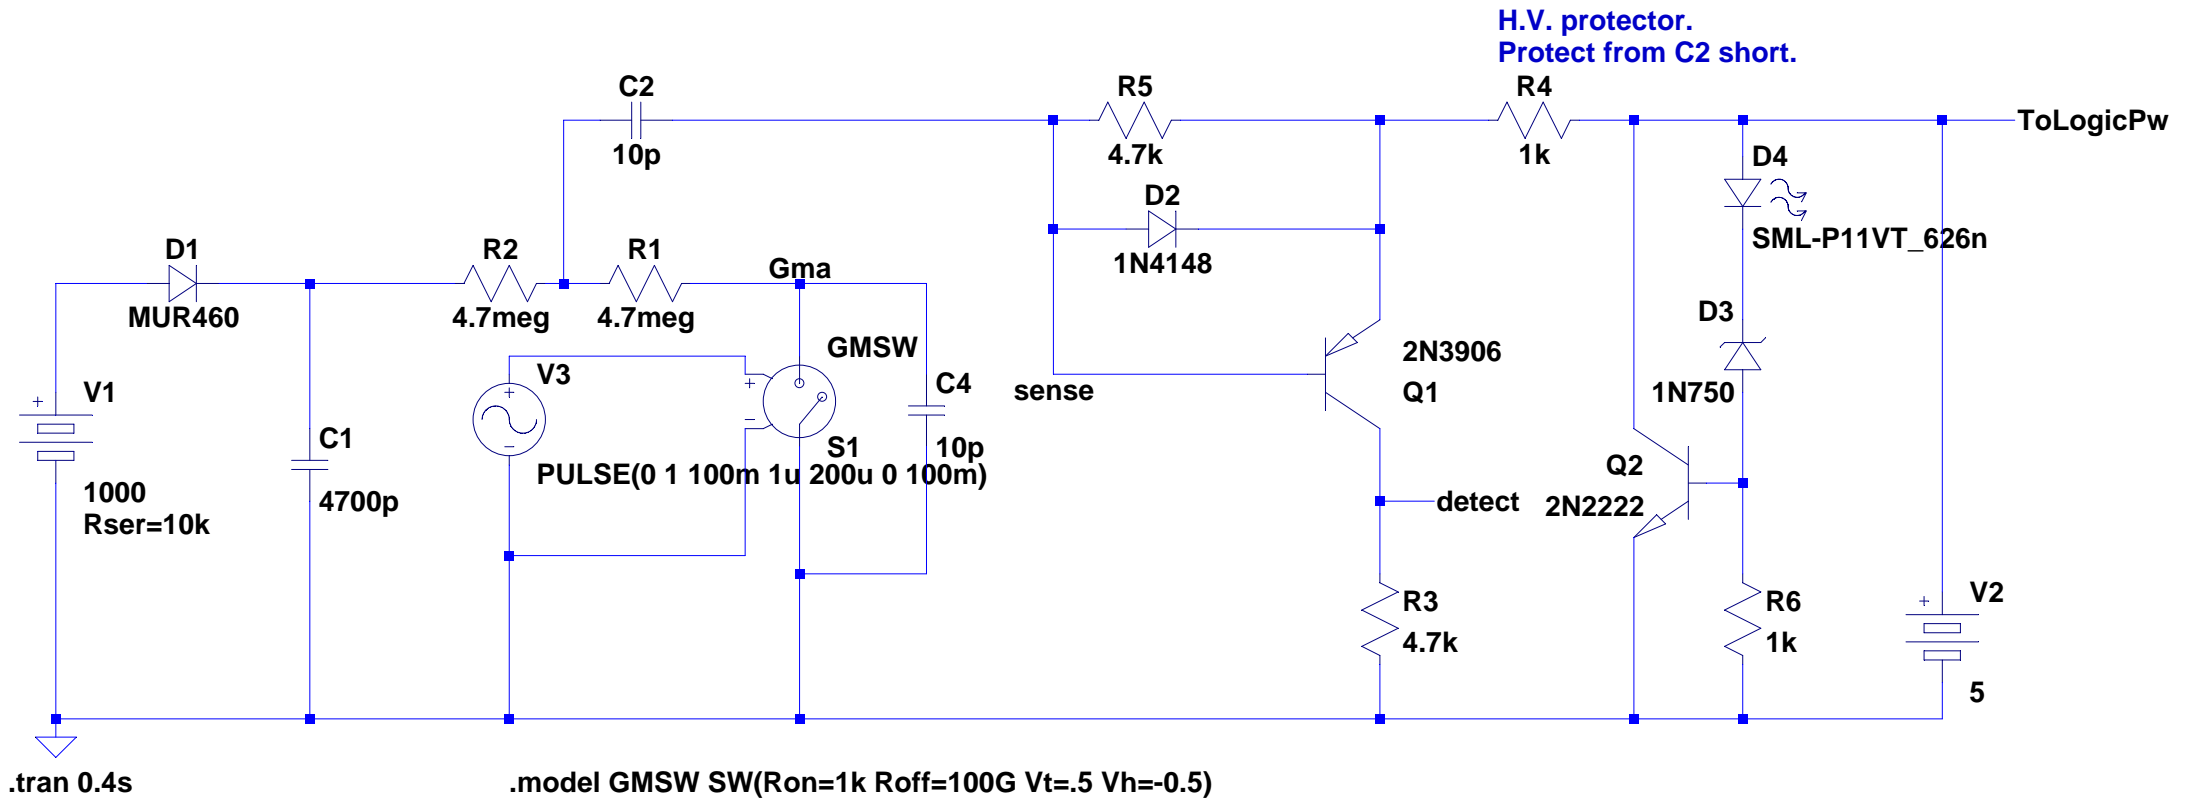 H.V. protector.
Protect from C2 short.
C2
10p
R5
4.7k
R4
1k
ToLogicPw
D2
1N4148
D4
SML-P11VT_626n
D1
MUR460
R2
4.7meg
R1
4.7meg
Gma
D3
1N750
V1
1000
Rser=10k
C1
4700p
V3
PULSE(0 1 100m 1u 200u 0 100m)
GMSW
S1
C4
10p
sense
2N3906
Q1
detect
Q2
2N2222
R3
4.7k
R6
1k
V2
5
.tran 0.4s
.model GMSW SW(Ron=1k Roff=100G Vt=.5 Vh=-0.5)